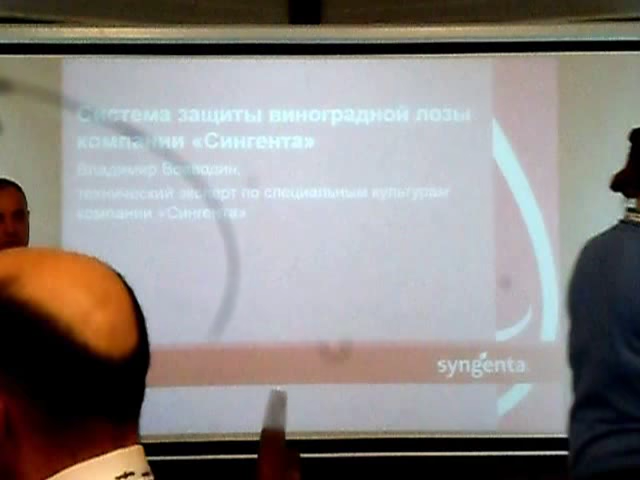 Система защиты виноградной лозы
компании «Сингента»
Владимир
технический эксперт по специальным культурам
компании «Сингента»
syngenta